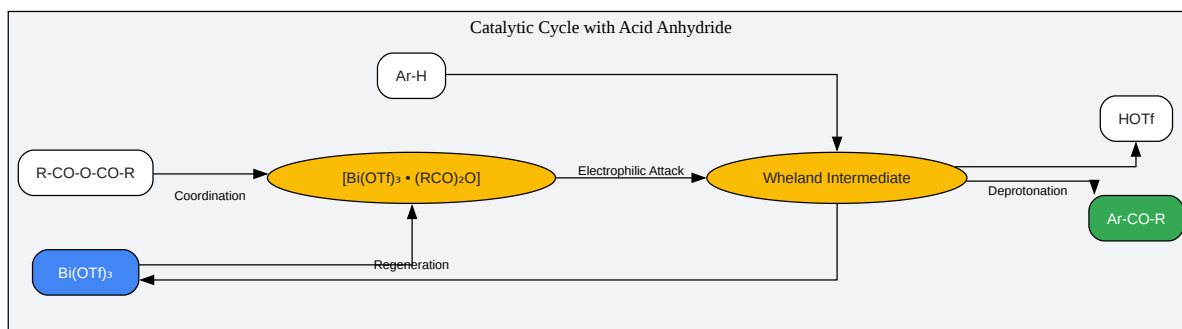 Catalytic Cycle with Acid Anhydride
Ar-H
HOTf
R-CO-O-CO-R
Coordination
[Bi(OTf)₃ • (RCO)₂O]
Electrophilic Attack
Wheland Intermediate
Deprotonation
Ar-CO-R
Bi(OTf)₃
Regeneration